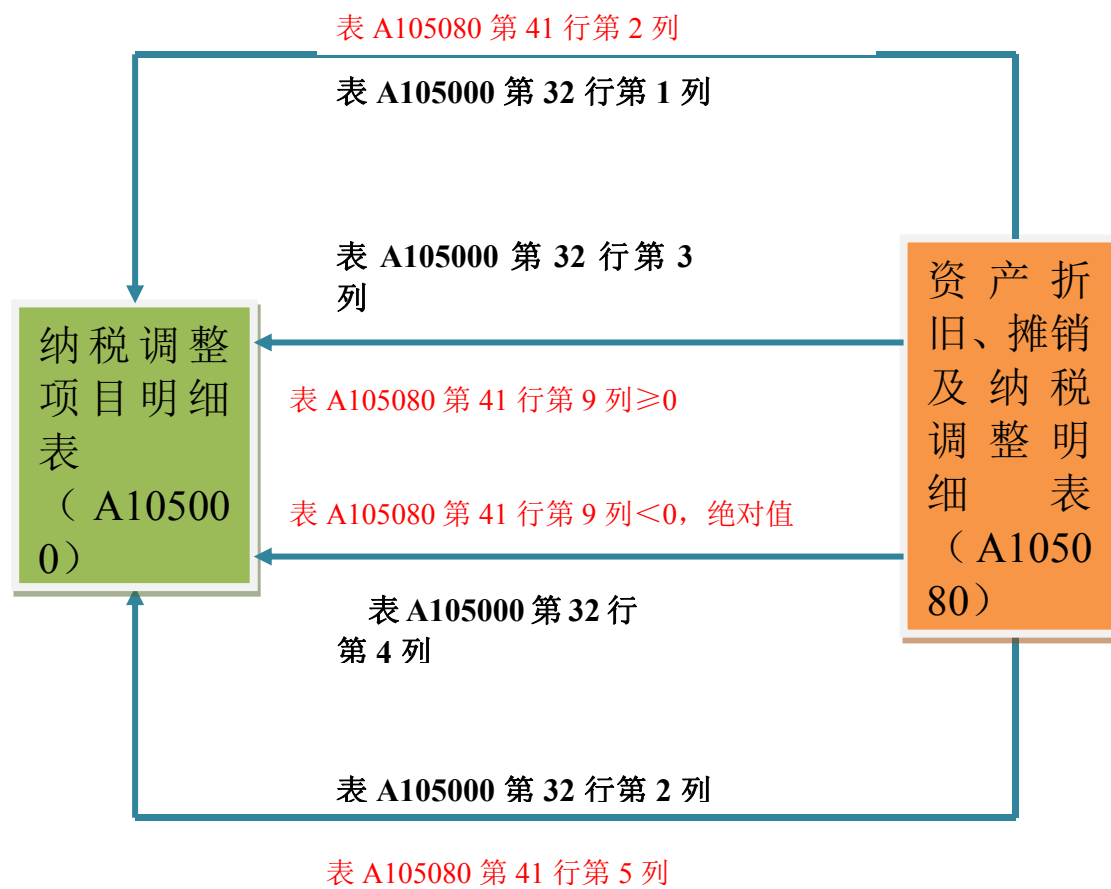 表 A105080 第 41 行第 2 列
表 A105000 第 32 行第 1 列
表 A105000 第 32 行第 3
列
纳税调整
项目明细
表
（A10500
0）
资产折
旧、摊销
及纳税
调整明
细表
（A1050
80）
表 A105080 第 41 行第 9 列≥0
表 A105080 第 41 行第 9 列＜0，绝对值
表 A105000 第 32 行
第 4 列
表 A105000 第 32 行第 2 列
表 A105080 第 41 行第 5 列